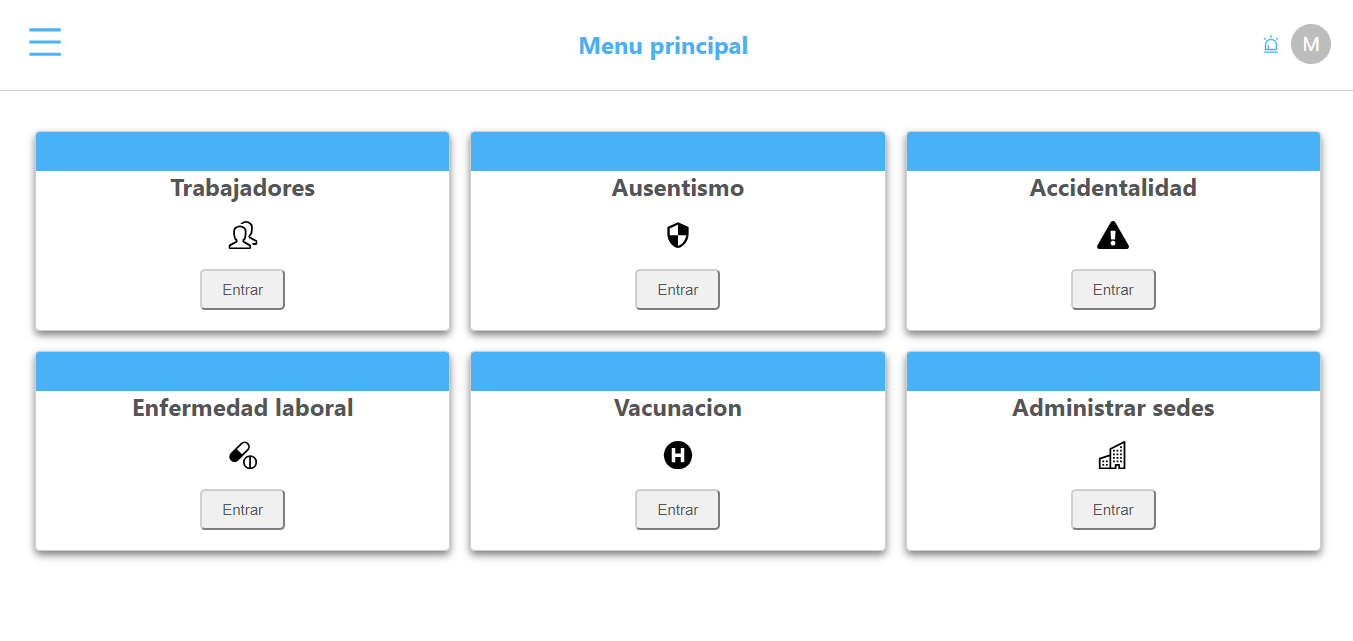 Menu principal
M
Trabajadores
Entrar
Ausentismo
Entrar
Accidentalidad
Entrar
Enfermedad laboral
Entrar
Vacunacion
H
Entrar
Administrar sedes
Entrar